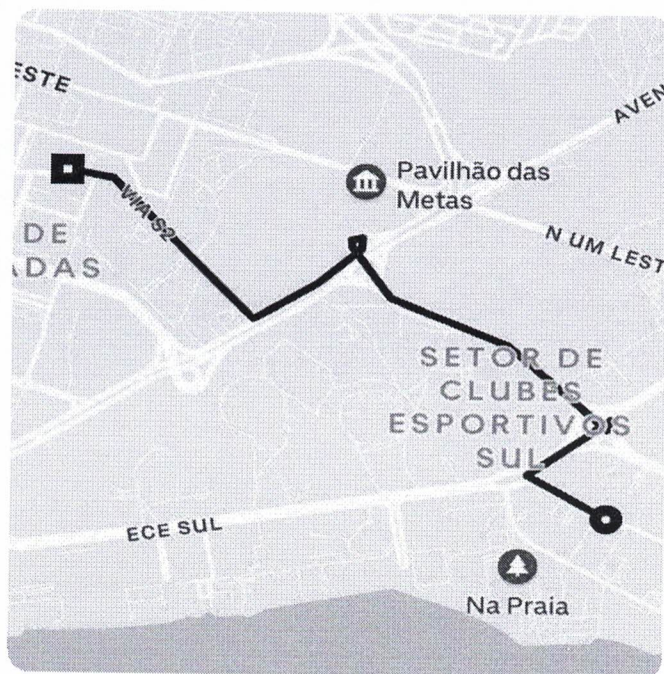 ESTE
AVEN
Pavilhão das
Metas
VIA S2
DE
ADAS
N UM LEST
SETOR DE
CLUBES
ESPORTIVOS
SUL
ECE SUL
Na Praia